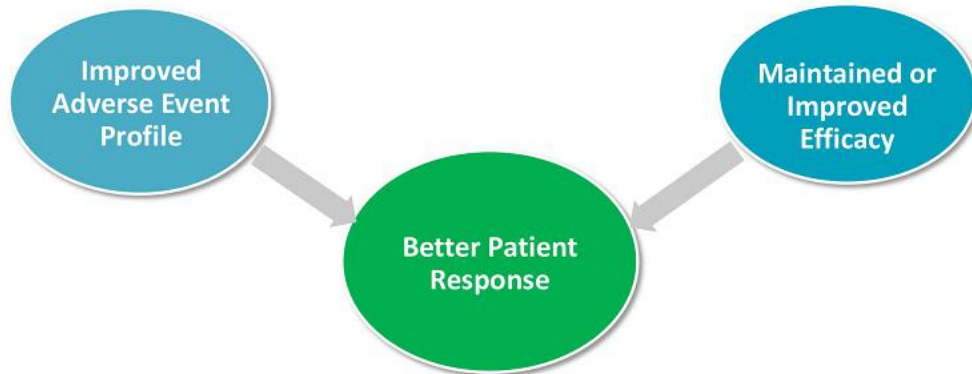 Improved
Adverse Event
Profile
Maintained or
Improved
Efficacy
Better Patient
Response